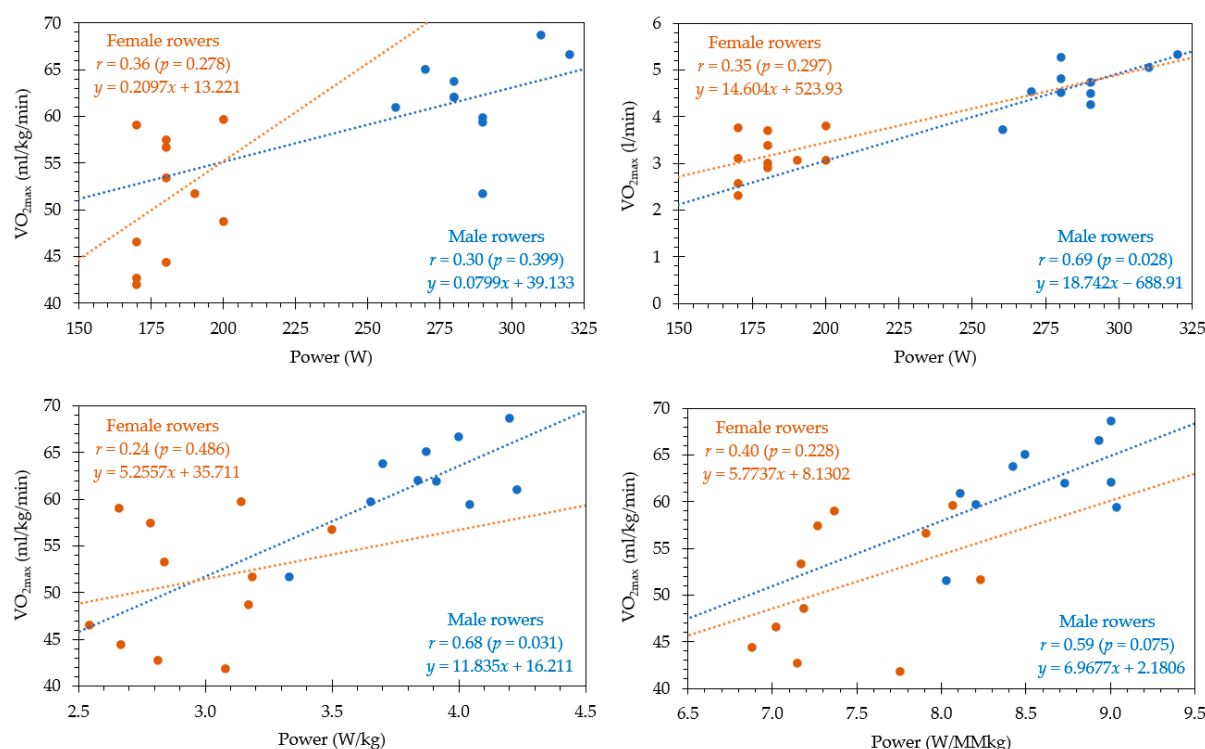 70
65
60
55
50
45
40
VO2max (ml/kg/min)
Female rowers
r = 0.36 (p = 0.278)
y = 0.2097x + 13.221
Male rowers
r = 0.30 (p = 0.399)
y = 0.0799x + 39.133
150 175 200 225 250 275 300 325
Power (W)
6
5
4
3
2
1
0
VO2max (l/min)
Female rowers
r = 0.35 (p = 0.297)
y = 14.604x + 523.93
Male rowers
r = 0.69 (p = 0.028)
y = 18.742x − 688.91
150 175 200 225 250 275 300 325
Power (W)
70
65
60
55
50
45
40
VO2max (ml/kg/min)
Female rowers
r = 0.24 (p = 0.486)
y = 5.2557x + 35.711
Male rowers
r = 0.68 (p = 0.031)
y = 11.835x + 16.211
2.5 3.0 3.5 4.0 4.5
Power (W/kg)
70
65
60
55
50
45
40
VO2max (ml/kg/min)
Female rowers
r = 0.40 (p = 0.228)
y = 5.7737x + 8.1302
Male rowers
r = 0.59 (p = 0.075)
y = 6.9677x + 2.1806
6.5 7.0 7.5 8.0 8.5 9.0 9.5
Power (W/MMkg)